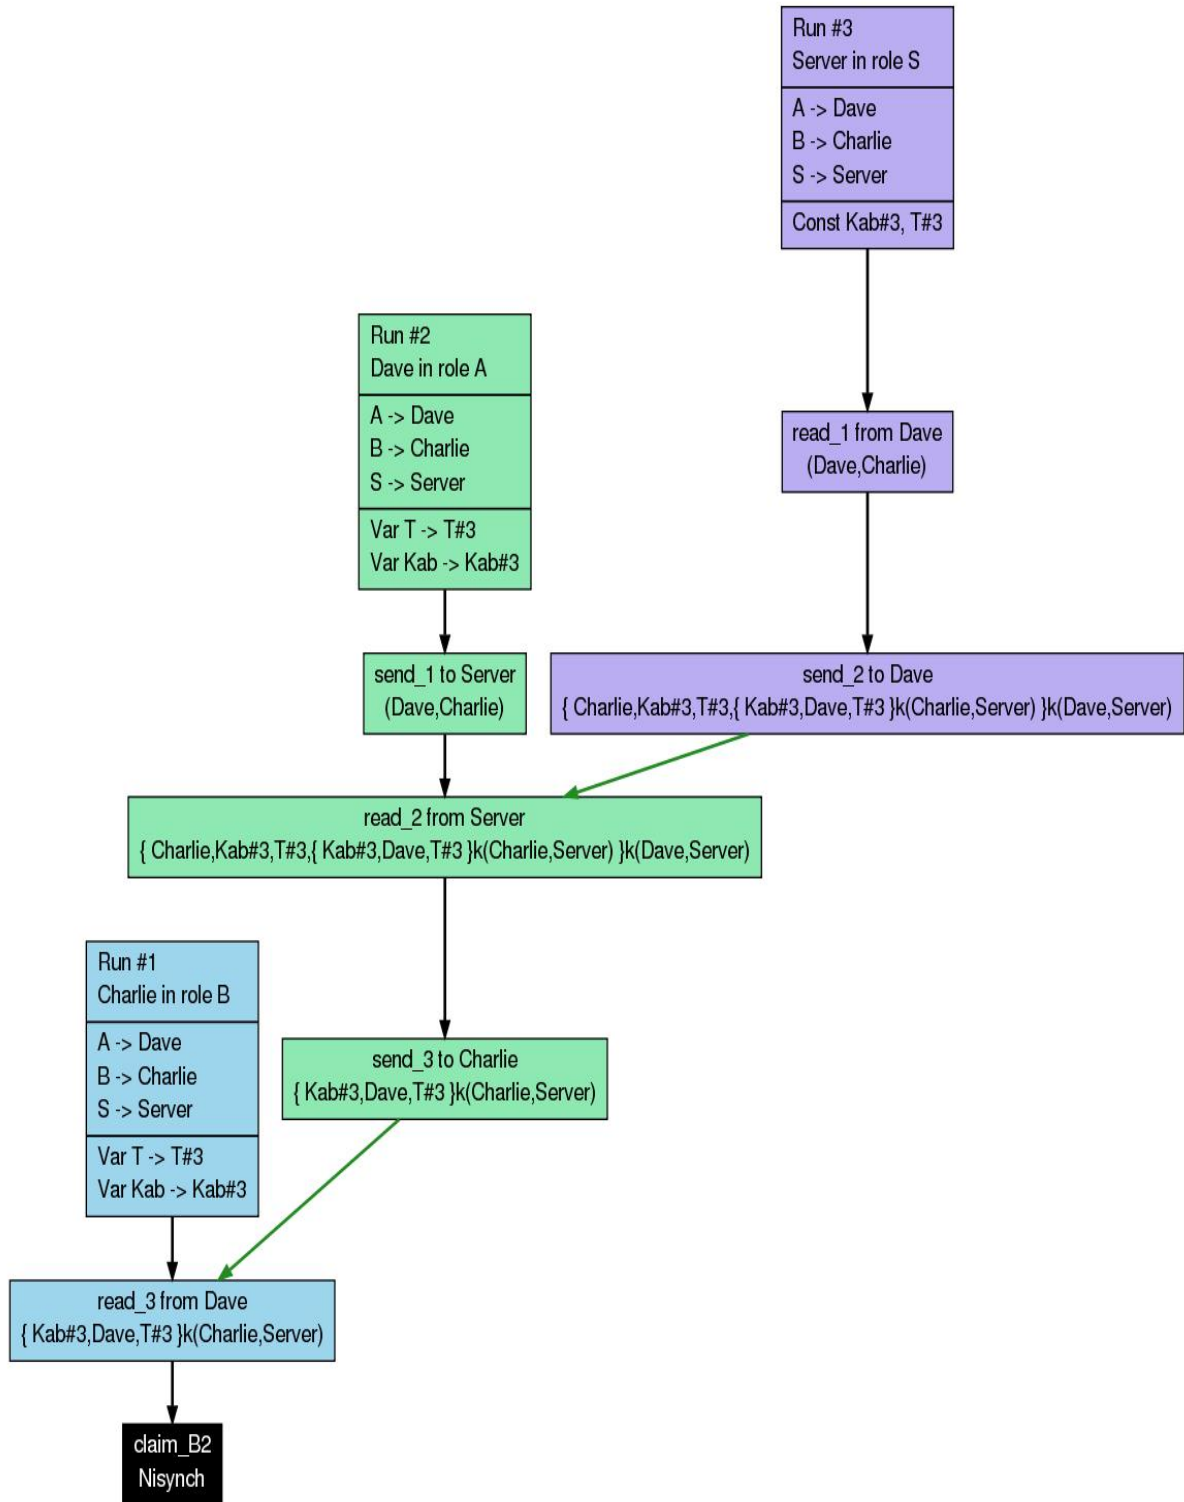 Run #3
Server in role S
A -> Dave
B -> Charlie
S -> Server
Const Kab#3, T#3
Run #2
Dave in role A
A -> Dave
B -> Charlie
S -> Server
Var T -> T#3
Var Kab -> Kab#3
read_1 from Dave
(Dave,Charlie)
send_1 to Server
(Dave,Charlie)
send_2 to Dave
{ Charlie,Kab#3,T#3,{ Kab#3,Dave,T#3 }k(Charlie,Server) }k(Dave,Server)
read_2 from Server
{ Charlie,Kab#3,T#3,{ Kab#3,Dave,T#3 }k(Charlie,Server) }k(Dave,Server)
Run #1
Charlie in role B
A -> Dave
B -> Charlie
S -> Server
Var T -> T#3
Var Kab -> Kab#3
send_3 to Charlie
{ Kab#3,Dave,T#3 }k(Charlie,Server)
read_3 from Dave
{ Kab#3,Dave,T#3 }k(Charlie,Server)
claim_B2
Nisynch